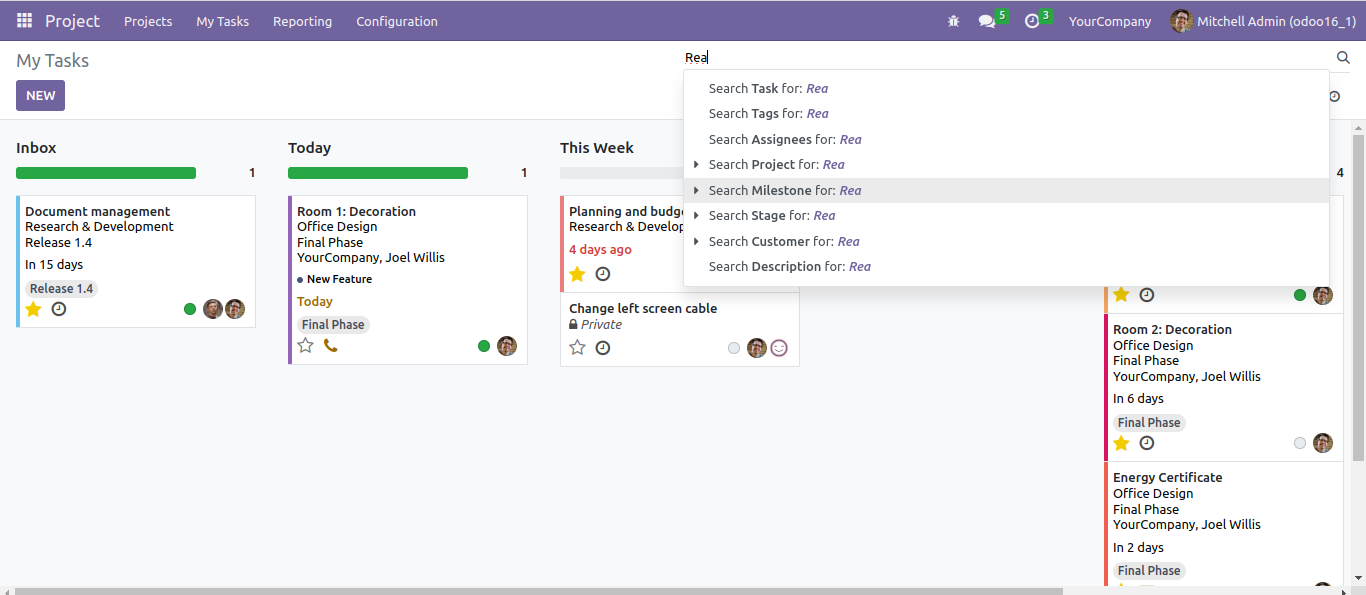 Project Projects My Tasks Reporting Configuration 5 3 YourCompany Mitchell Admin (odoo16_1)
My Tasks
Rea
NEW
Search Task for: Rea
Search Tags for: Rea
Search Assignees for: Rea
Search Project for: Rea
Search Milestone for: Rea
Search Stage for: Rea
Search Customer for: Rea
Search Description for: Rea
Inbox
1
Document management
Research & Development
Release 1.4
In 15 days
Release 1.4
Today
1
Room 1: Decoration
Office Design
Final Phase
YourCompany, Joel Willis
New Feature
Today
Final Phase
This Week
Planning and budge
Research & Develop
4 days ago
Change left screen cable
Private
4
Room 2: Decoration
Office Design
Final Phase
YourCompany, Joel Willis
In 6 days
Final Phase
Energy Certificate
Office Design
Final Phase
YourCompany, Joel Willis
In 2 days
Final Phase